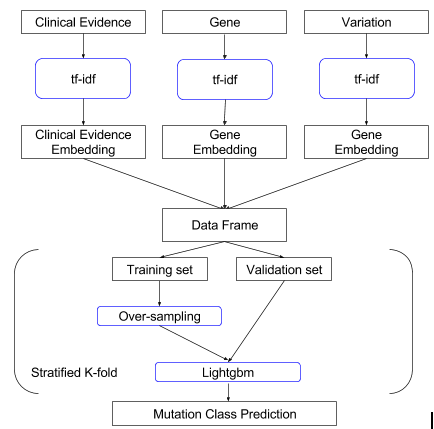 Clinical Evidence
Gene
Variation
tf-idf
tf-idf
tf-idf
Clinical Evidence
Embedding
Gene
Embedding
Gene
Embedding
Data Frame
Training set
Validation set
Over-sampling
Stratified K-fold
Lightgbm
Mutation Class Prediction